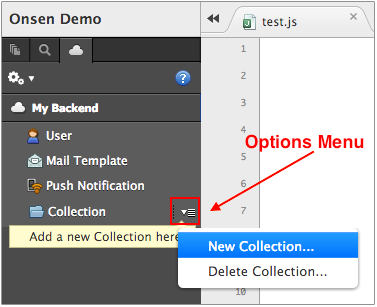 Onsen Demo
test.js
My Backend
User
Mail Template
Push Notification
Collection
Add a new Collection here
1
2
3
4
5
6
7
10
Options Menu
New Collection...
Delete Collection...